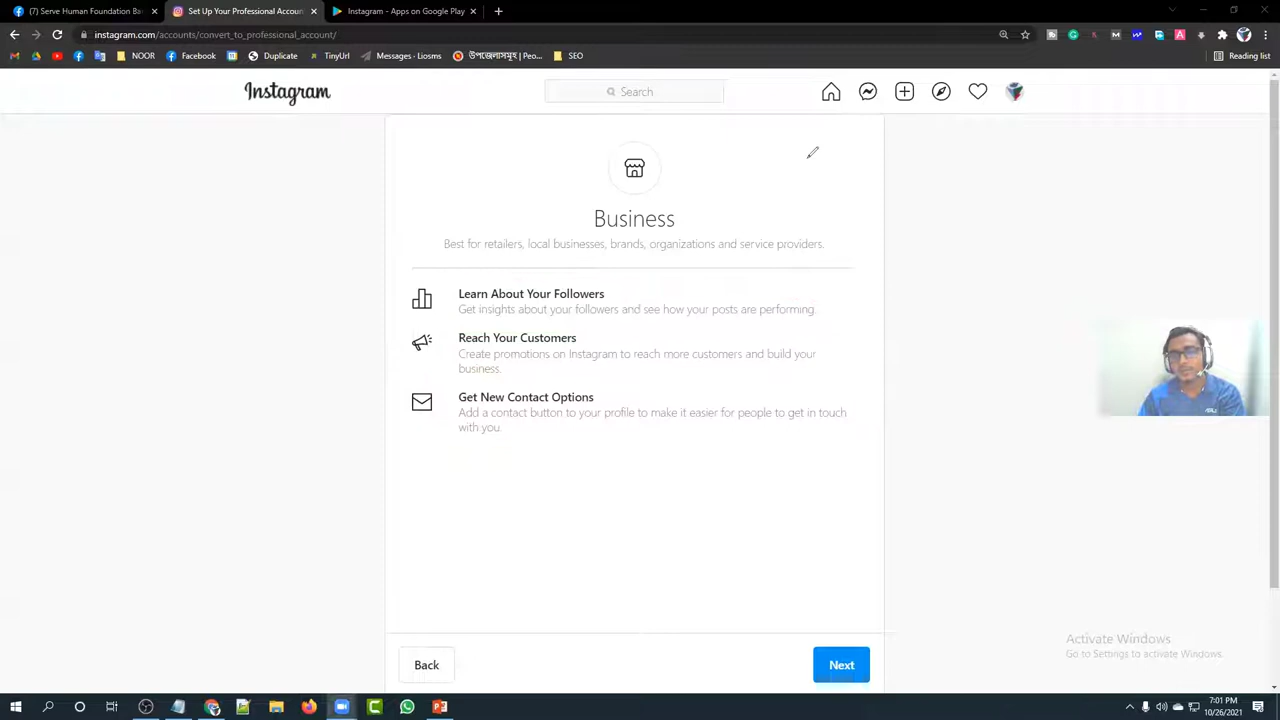 (7) Serve Human Foundation Ba
Set Up Your Professional Accoun
Instagram - Apps on Google Play
instagram.com/accounts/convert_to_professional_account/
NOOR
Facebook
Duplicate
TinyUrl
Messages - Liosms
উপজেলাসমূহ | Peo...
SEO
Reading list
Instagram
Search
Business
Best for retailers, local businesses, brands, organizations and service providers.
Learn About Your Followers
Get insights about your followers and see how your posts are performing.
Reach Your Customers
Create promotions on Instagram to reach more customers and build your
business.
Get New Contact Options
Add a contact button to your profile to make it easier for people to get in touch
with you.
Back
Next
Activate Windows
Go to Settings to activate Windows.
7:01 PM
10/26/2021